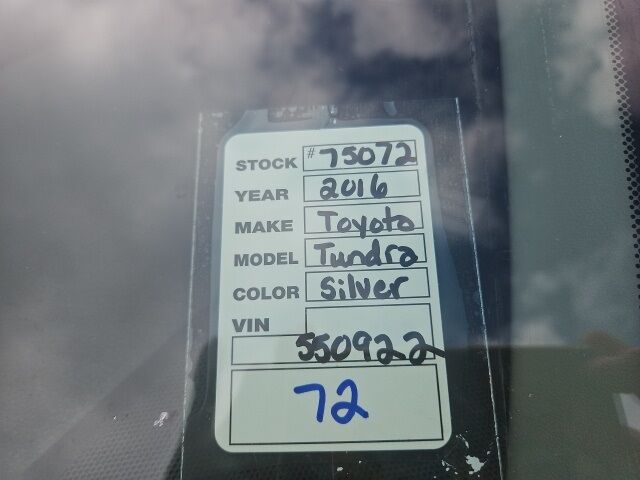 STOCK #75072
YEAR 2016
MAKE Toyota
MODEL Tundra
COLOR Silver
VIN
550922
72